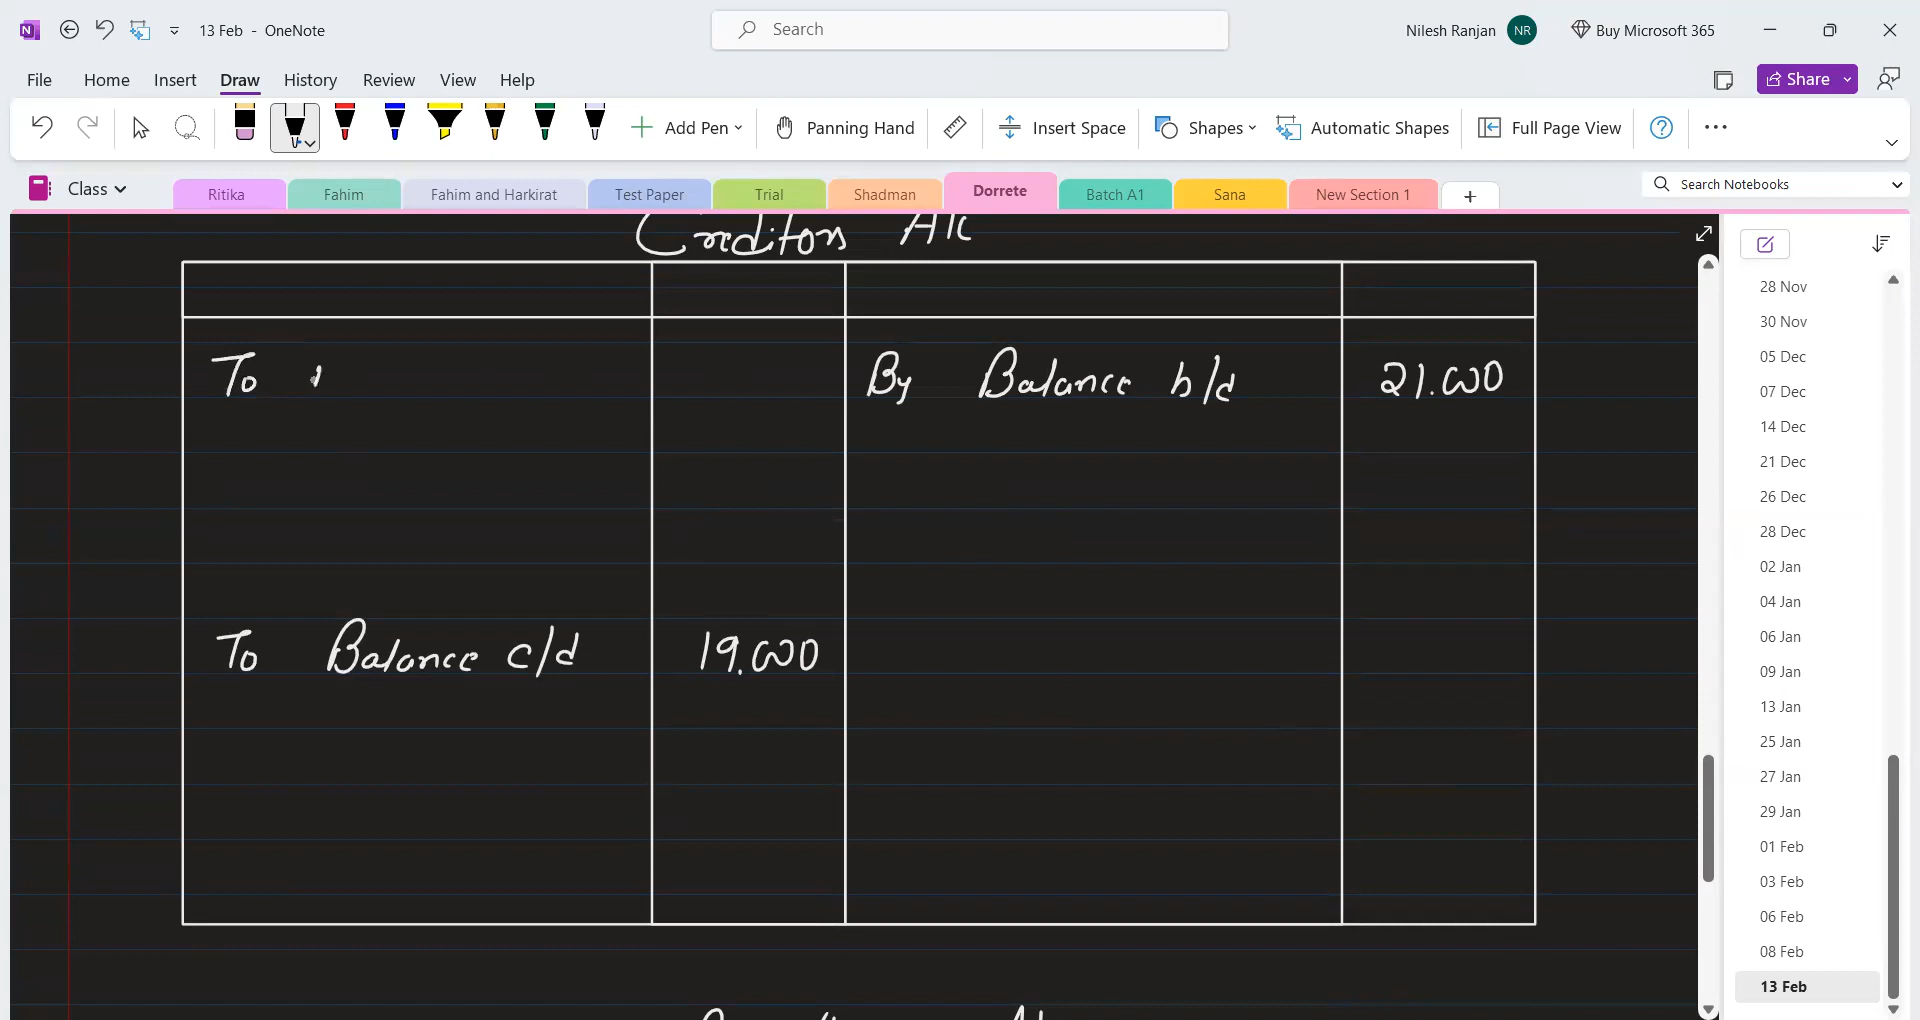 13 Feb - OneNote
Search
Nilesh Ranjan NR
Buy Microsoft 365
File Home Insert Draw History Review View Help
Share
Add Pen
Panning Hand
Insert Space
Shapes
Automatic Shapes
Full Page View
Class
Ritika
Fahim
Fahim and Harkirat
Test Paper
Trial
Shadman
Dorrete
Batch A1
Sana
New Section 1
Search Notebooks
Creditors A/c
To
By Balance b/d 21.000
To Balance c/d 19.000
28 Nov
30 Nov
05 Dec
07 Dec
14 Dec
21 Dec
26 Dec
28 Dec
02 Jan
04 Jan
06 Jan
09 Jan
13 Jan
25 Jan
27 Jan
29 Jan
01 Feb
03 Feb
06 Feb
08 Feb
13 Feb